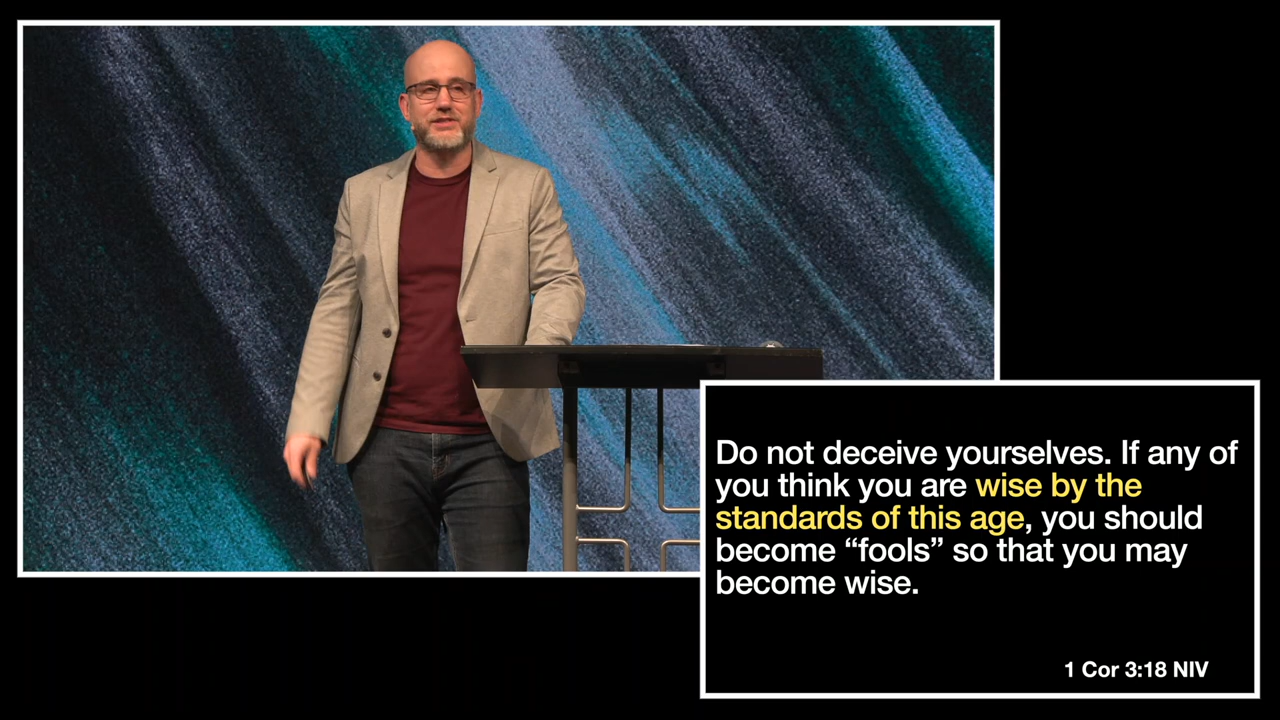 Do not deceive yourselves. If any of
you think you are wise by the
standards of this age, you should
become “fools” so that you may
become wise.
1 Cor 3:18 NIV